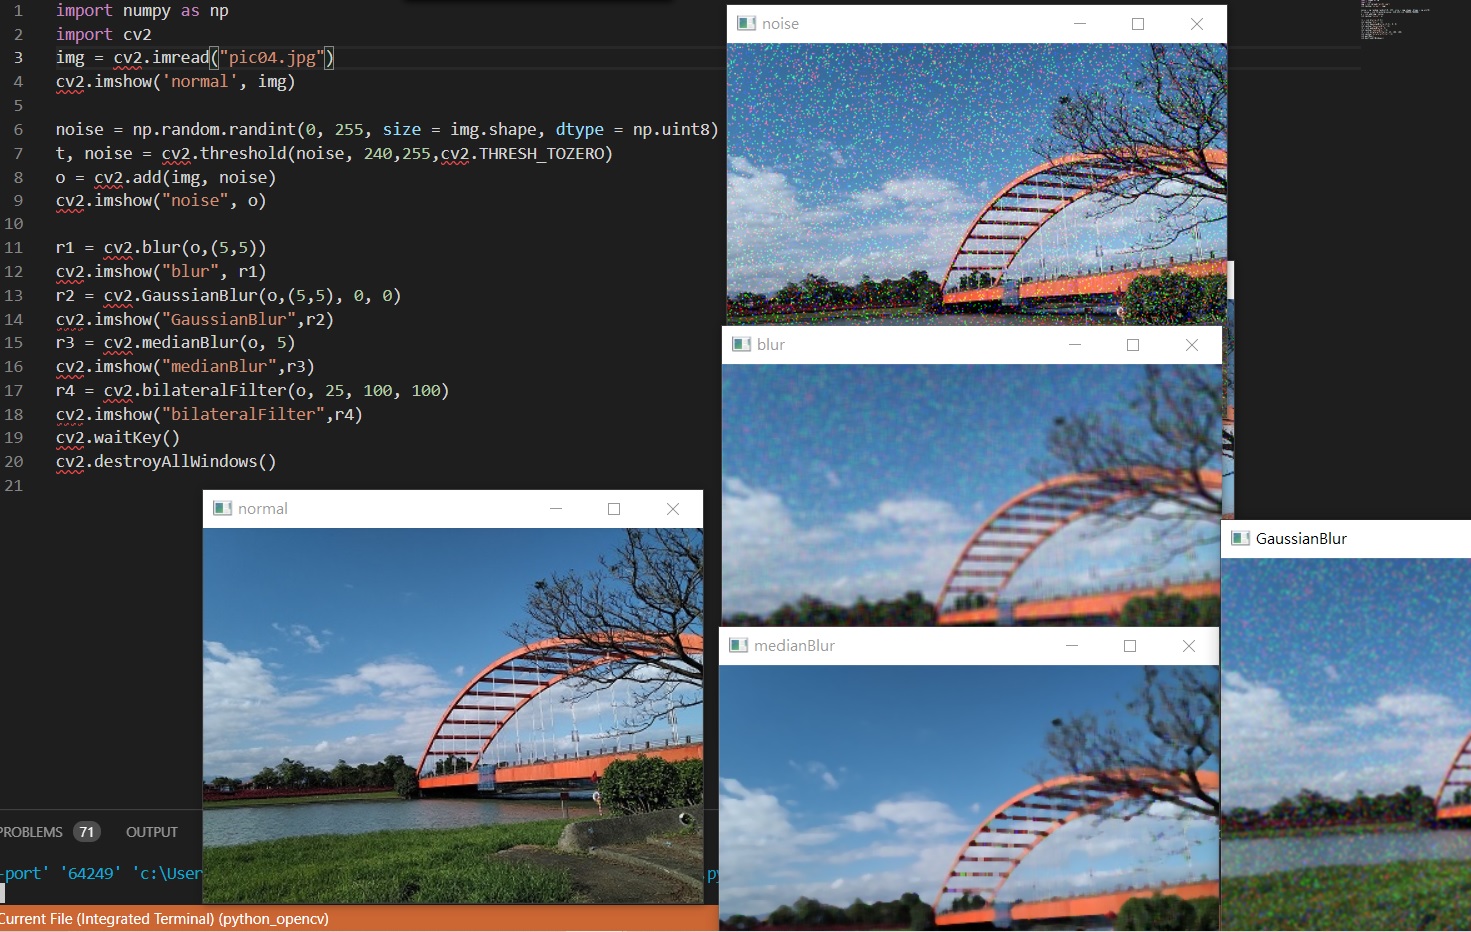 1 import numpy as np
2 import cv2
3 img = cv2.imread("pic04.jpg")
4 cv2.imshow('normal', img)
5
6 noise = np.random.randint(0, 255, size = img.shape, dtype = np.uint8)
7 t, noise = cv2.threshold(noise, 240,255,cv2.THRESH_TOZERO)
8 o = cv2.add(img, noise)
9 cv2.imshow("noise", o)
10
11 r1 = cv2.blur(o,(5,5))
12 cv2.imshow("blur", r1)
13 r2 = cv2.GaussianBlur(o,(5,5), 0, 0)
14 cv2.imshow("GaussianBlur",r2)
15 r3 = cv2.medianBlur(o, 5)
16 cv2.imshow("medianBlur",r3)
17 r4 = cv2.bilateralFilter(o, 25, 100, 100)
18 cv2.imshow("bilateralFilter",r4)
19 cv2.waitKey()
20 cv2.destroyAllWindows()
21
noise
blur
normal
GaussianBlur
medianBlur
PROBLEMS 71 OUTPUT
-port' '64249' 'c:\User
.py
Current File (Integrated Terminal) (python_opencv)